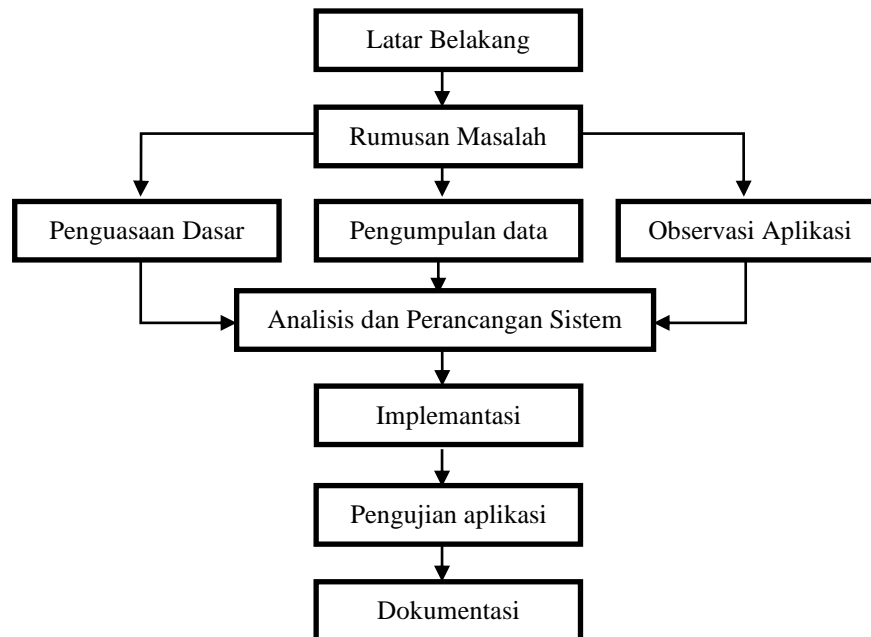 Latar Belakang
Rumusan Masalah
Penguasaan Dasar
Pengumpulan data
Observasi Aplikasi
Analisis dan Perancangan Sistem
Implemantasi
Pengujian aplikasi
Dokumentasi